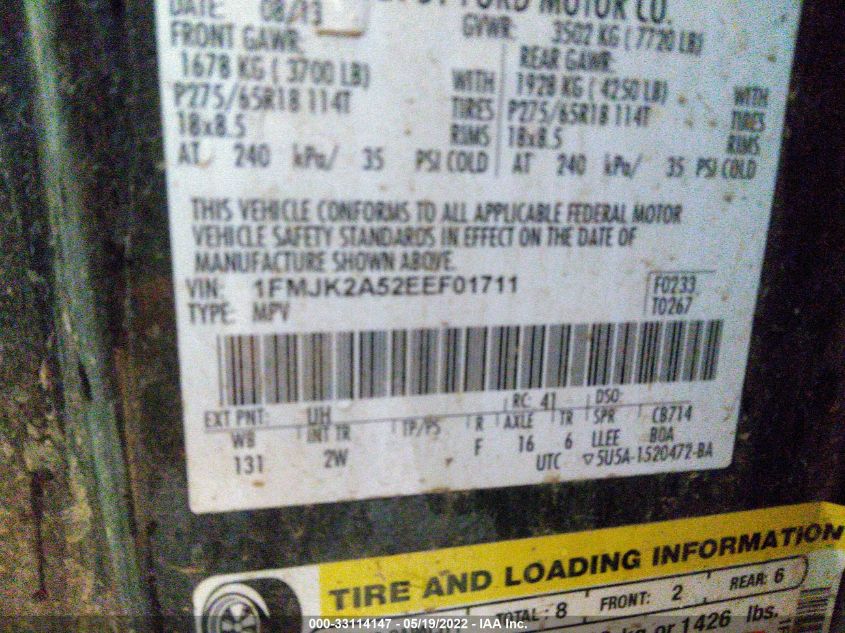 DATE: 08/13 BY FORD MOTOR CO.
FRONT GAWR: GVWR: 3502 KG ( 7720 LB)
1678 KG ( 3700 LB) WITH REAR GAWR: 1928 KG ( 4250 LB) WITH
P275/65R18 114T TIRES P275/65R18 114T TIRES
18x8.5 RIMS 18x8.5 RIMS
AT 240 kPa/ 35 PSI COLD AT 240 kPa/ 35 PSI COLD
THIS VEHICLE CONFORMS TO ALL APPLICABLE FEDERAL MOTOR
VEHICLE SAFETY STANDARDS IN EFFECT ON THE DATE OF
MANUFACTURE SHOWN ABOVE.
VIN: 1FMJK2A52EEF01711 F0233
TYPE: MPV T0267
EXT PNT: UH RC: 41 DSO:
WB INT TR TP/PS R AXLE TR SPR CB714
131 2W F 16 6 LLEE BOA
UTC ▽5U5A-1520472-BA
TIRE AND LOADING INFORMATION
TOTAL : 8 FRONT: 2 REAR: 6
kg or 1426 lbs.
000-33114147 - 05/19/2022 - IAA Inc.